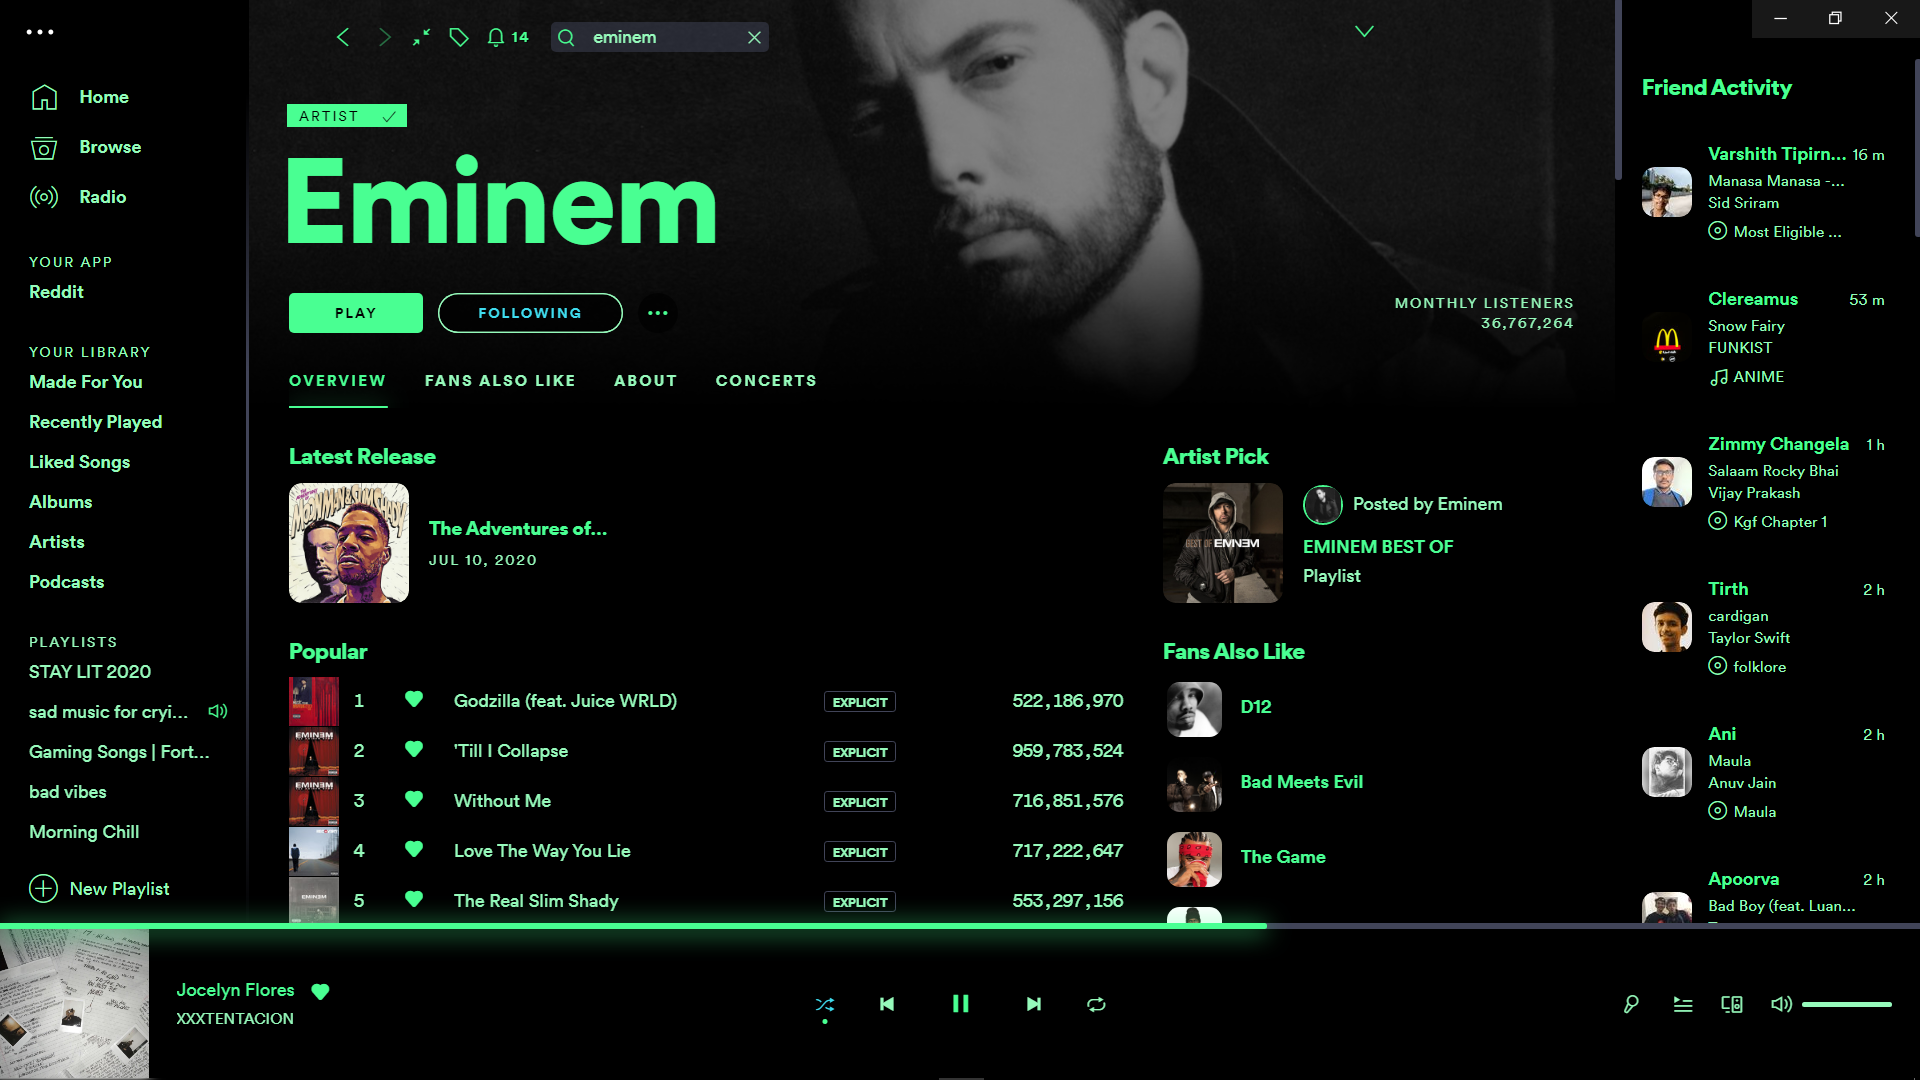 Home
Browse
Radio
YOUR APP
Reddit
YOUR LIBRARY
Made For You
Recently Played
Liked Songs
Albums
Artists
Podcasts
PLAYLISTS
STAY LIT 2020
sad music for cryi...
Gaming Songs | Fort...
bad vibes
Morning Chill
New Playlist
14
eminem
ARTIST
Eminem
PLAY
FOLLOWING
MONTHLY LISTENERS
36,767,264
OVERVIEW
FANS ALSO LIKE
ABOUT
CONCERTS
Latest Release
The Adventures of...
JUL 10, 2020
Artist Pick
BEST OF EMINEM
Posted by Eminem
EMINEM BEST OF
Playlist
Popular
1 Godzilla (feat. Juice WRLD) EXPLICIT 522,186,970
2 'Till I Collapse EXPLICIT 959,783,524
3 Without Me EXPLICIT 716,851,576
4 Love The Way You Lie EXPLICIT 717,222,647
5 The Real Slim Shady EXPLICIT 553,297,156
EMINEM
EMINEM
EMINEM
Fans Also Like
D12
Bad Meets Evil
The Game
Friend Activity
Varshith Tipirn... 16 m
Manasa Manasa -...
Sid Sriram
Most Eligible ...
Clereamus 53 m
Snow Fairy
FUNKIST
ANIME
Zimmy Changela 1 h
Salaam Rocky Bhai
Vijay Prakash
Kgf Chapter 1
Tirth 2 h
cardigan
Taylor Swift
folklore
Ani 2 h
Maula
Anuv Jain
Maula
Apoorva 2 h
Bad Boy (feat. Luan...
Jocelyn Flores
XXXTENTACION